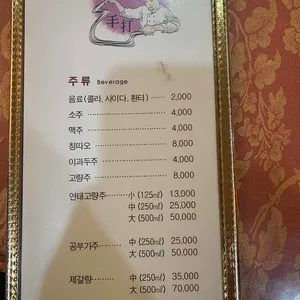 手打
주류 Beverage
음료(콜라, 사이다, 환타) ······ 2,000
소주 ························ 4,000
맥주 ························ 4,000
칭따오 ······················ 8,000
이과두주 ···················· 4,000
고량주 ······················ 8,000
연태고량주 ········ 小 (125㎖) 13,000
中 (250㎖) 25,000
大 (500㎖) 50,000
공부가주 ········ 中 (250㎖) 25,000
大 (500㎖) 50,000
제갈량 ········ 中 (250㎖) 35,000
大 (500㎖) 70,000